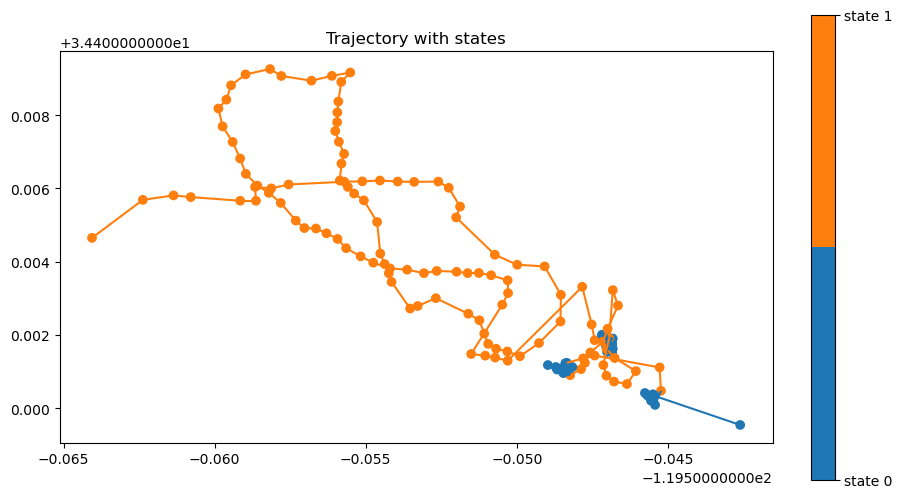 Trajectory with states
+3.4400000000e1
0.008
0.006
0.004
0.002
0.000
−0.065
−0.060
−0.055
−0.050
−0.045
−1.1950000000e2
state 1
state 0